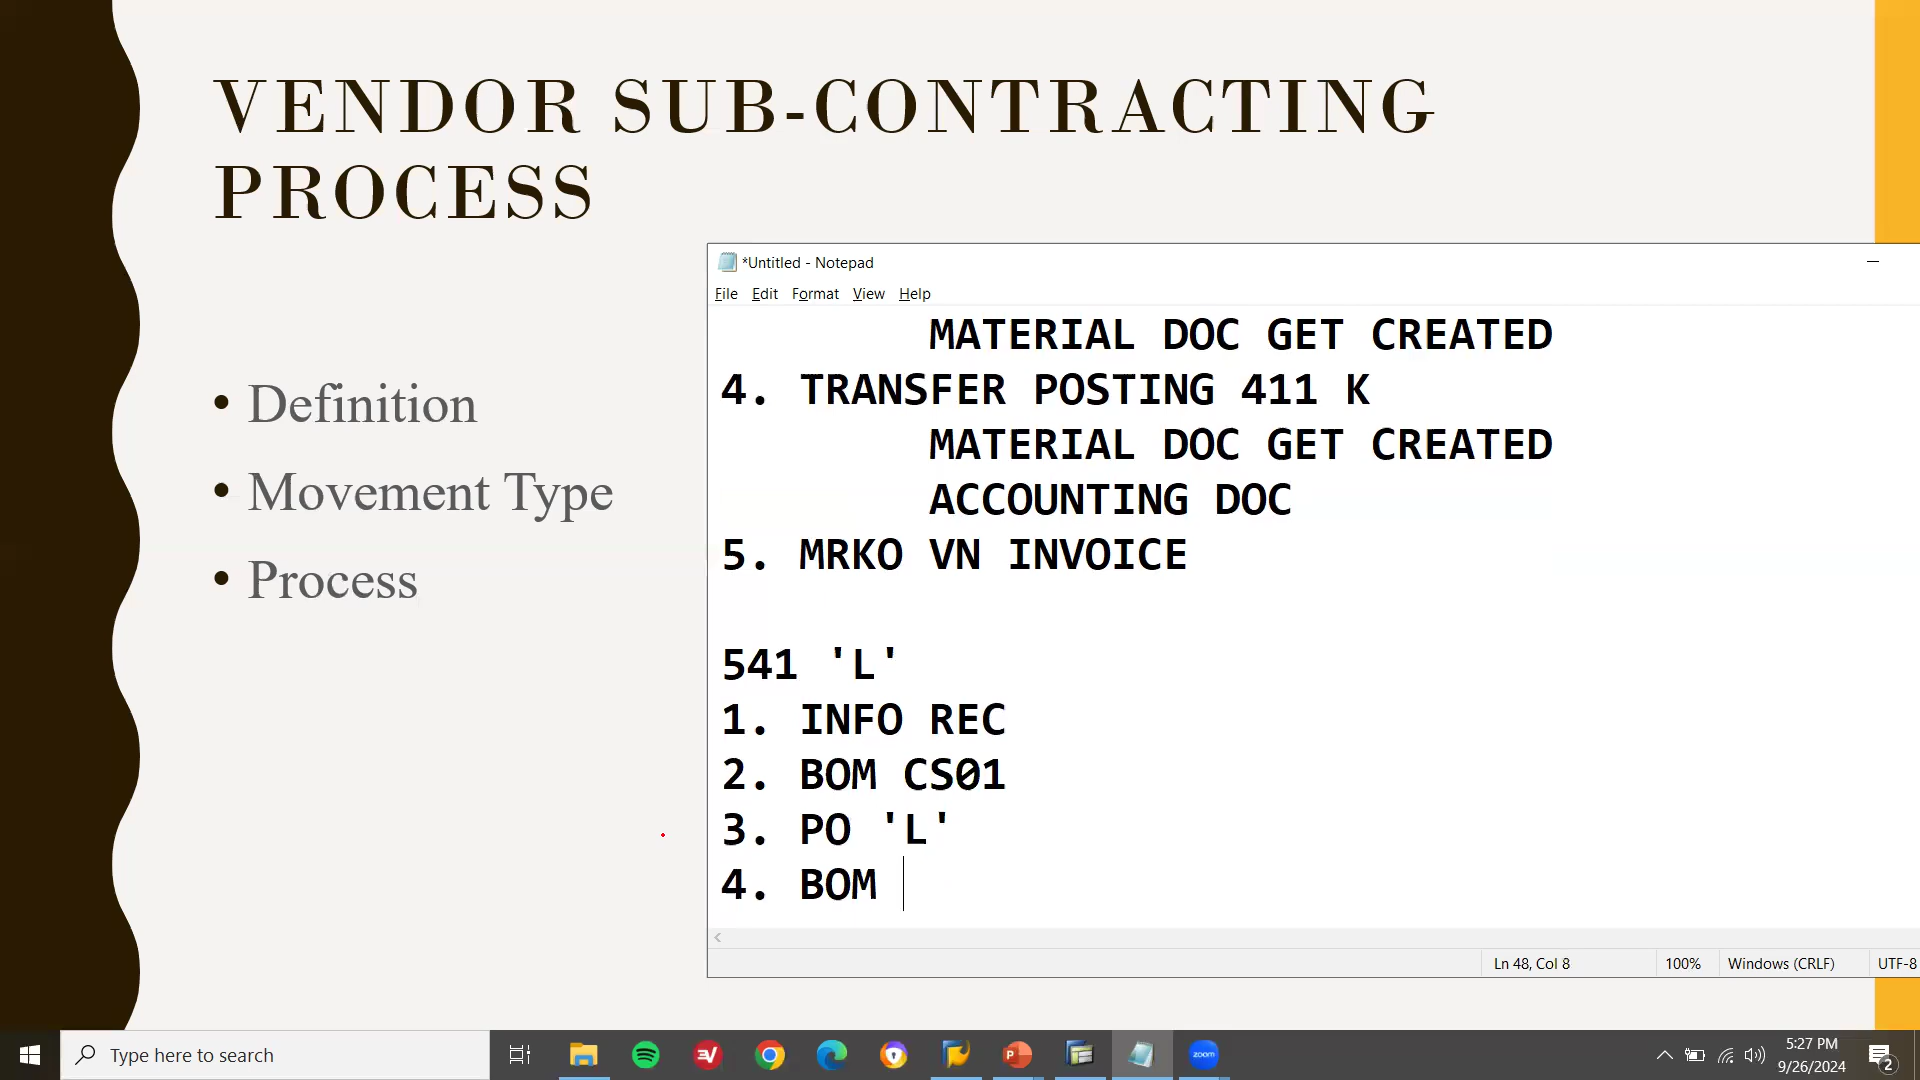 VENDOR SUB-CONTRACTING
PROCESS
• Definition
• Movement Type
• Process
*Untitled - Notepad
File Edit Format View Help
MATERIAL DOC GET CREATED
4. TRANSFER POSTING 411 K
MATERIAL DOC GET CREATED
ACCOUNTING DOC
5. MRKO VN INVOICE
541 'L'
1. INFO REC
2. BOM CS01
3. PO 'L'
4. BOM
Ln 48, Col 8 100% Windows (CRLF) UTF-8
Type here to search
zoom
5:27 PM
9/26/2024
2